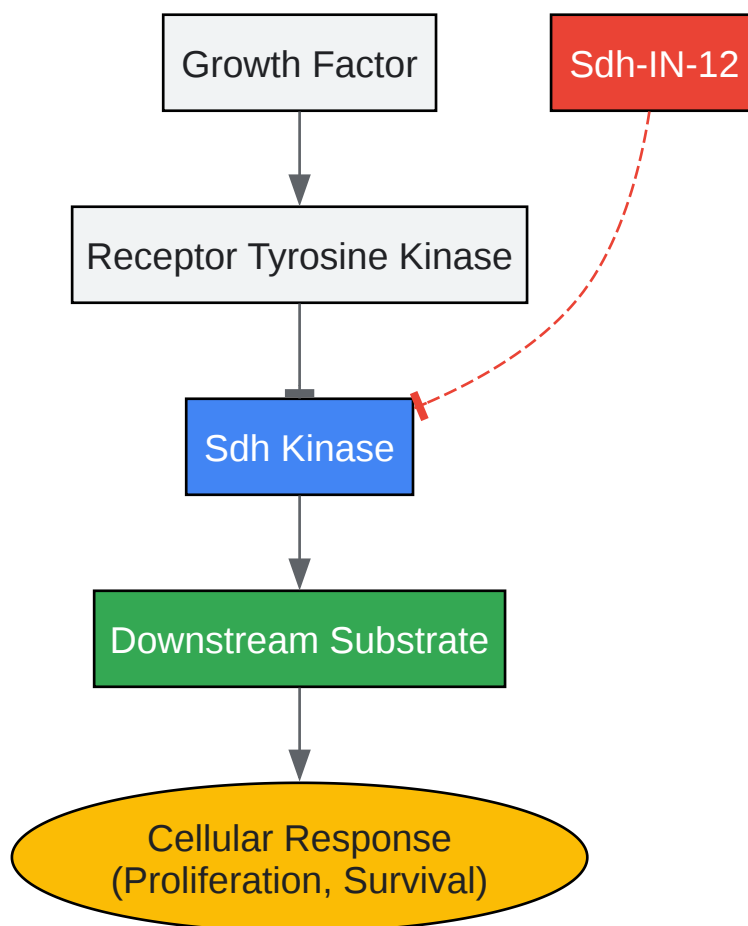 Growth Factor
Sdh-IN-12
Receptor Tyrosine Kinase
Sdh Kinase
Downstream Substrate
Cellular Response
(Proliferation, Survival)